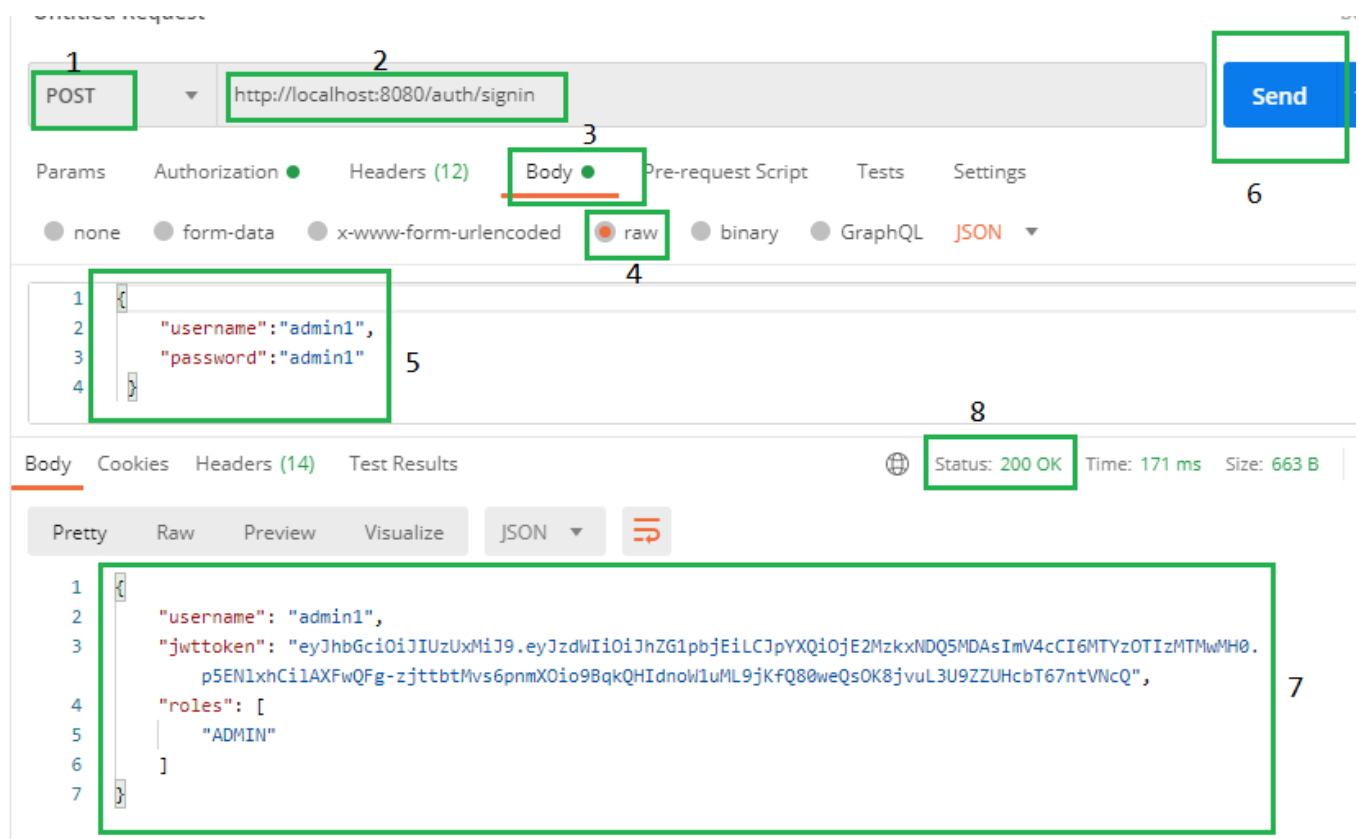 Untitled Request
1
2
POST
http://localhost:8080/auth/signin
Send
3
Params Authorization Headers (12) Body Pre-request Script Tests Settings
6
none form-data x-www-form-urlencoded raw binary GraphQL JSON
4
1 {
2 "username":"admin1",
3 "password":"admin1"
5
4 }
8
Body Cookies Headers (14) Test Results Status: 200 OK Time: 171 ms Size: 663 B
Pretty Raw Preview Visualize JSON
1 {
2 "username": "admin1",
3 "jwttoken": "eyJhbGciOiJIUzUxMiJ9.eyJzdWIiOiJhZG1pbjEiLCJpYXQiOjE2MzkxNDQ5MDAsImV4cCI6MTYzOTIzMTMwMH0.
p5ENlxhCilAXFwQFg-zjttbtMvs6pnmXOio9BqkQHIdnoW1uML9jKfQ80weQsOK8jvuL3U9ZZUHcbT67ntVNcQ",
7
4 "roles": [
5 "ADMIN"
6 ]
7 }